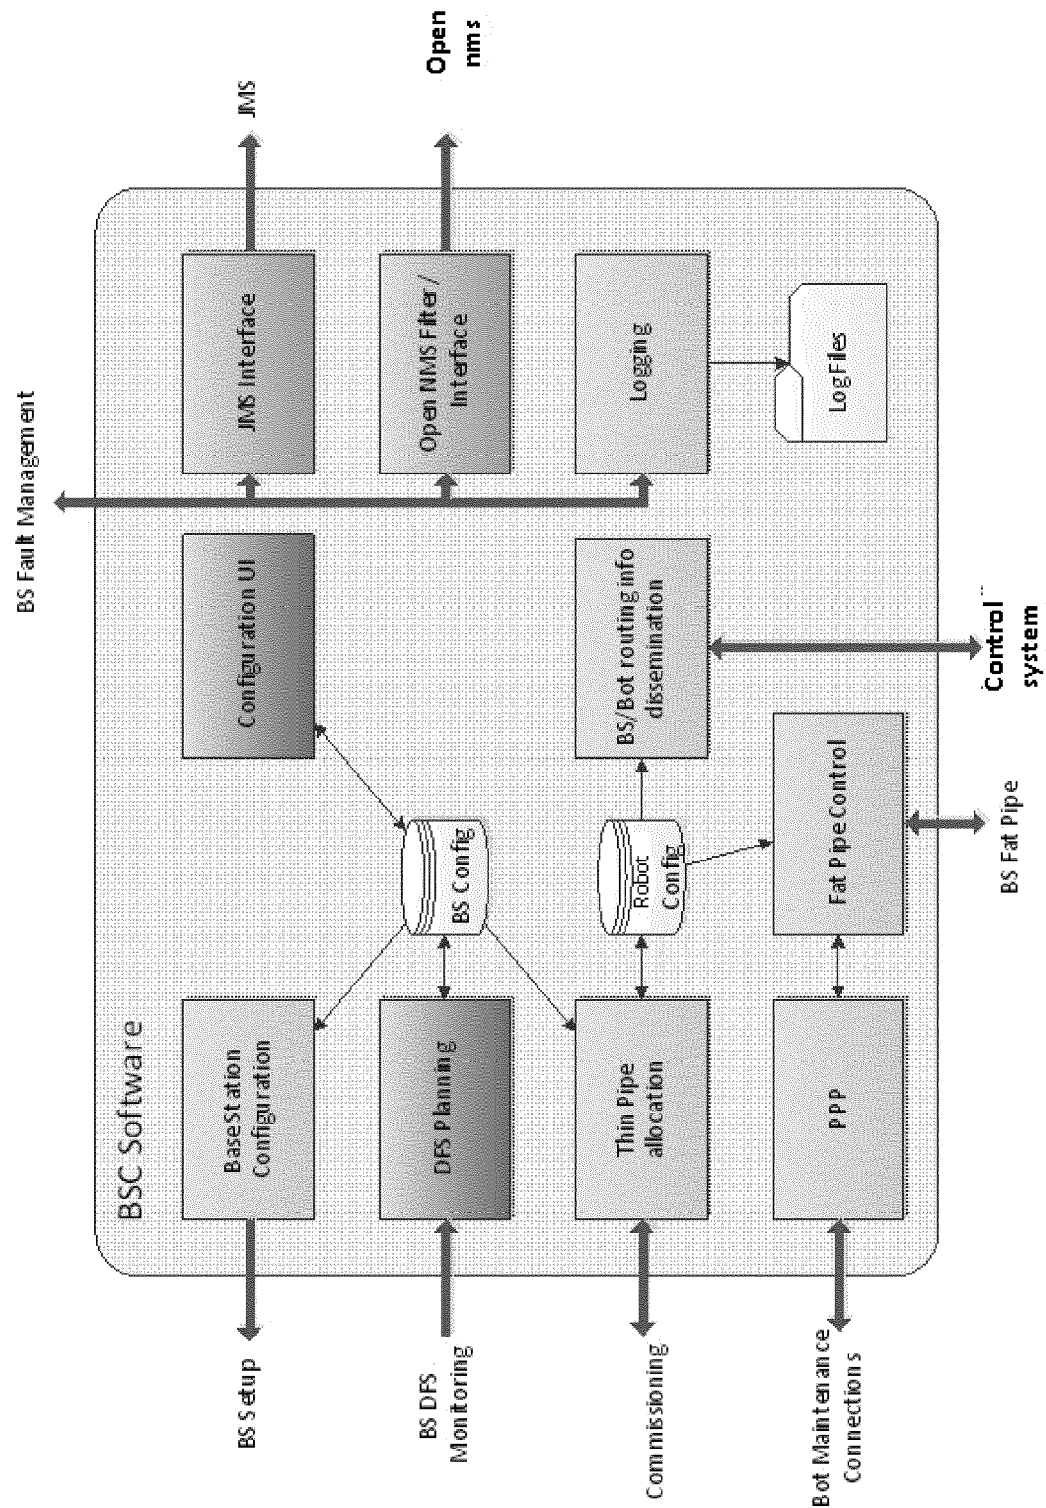 BSC Software
BS Setup
BaseStation
Configuration
Configuration UI
BS Fault Management
JMS Interface
JMS
BS DFS
Monitoring
DFS Planning
BS Config
Open NMS Filter /
Interface
Open
nms
Commissioning
Thin Pipe
allocation
Robot
Config
BS/Bot routing info
dissemination
Logging
Bot Maintenance
Connections
PPP
Fat Pipe Control
LogFiles
BS Fat Pipe
Control
system